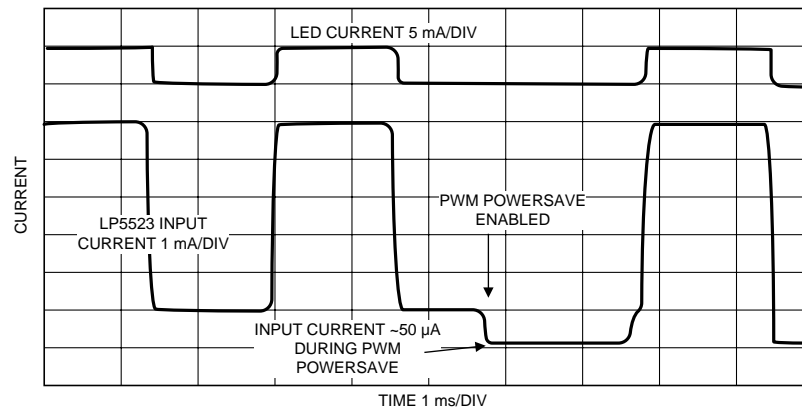 LED CURRENT 5 mA/DIV
CURRENT
LP5523 INPUT
CURRENT 1 mA/DIV
PWM POWERSAVE
ENABLED
INPUT CURRENT ~50 µA
DURING PWM
POWERSAVE
TIME 1 ms/DIV